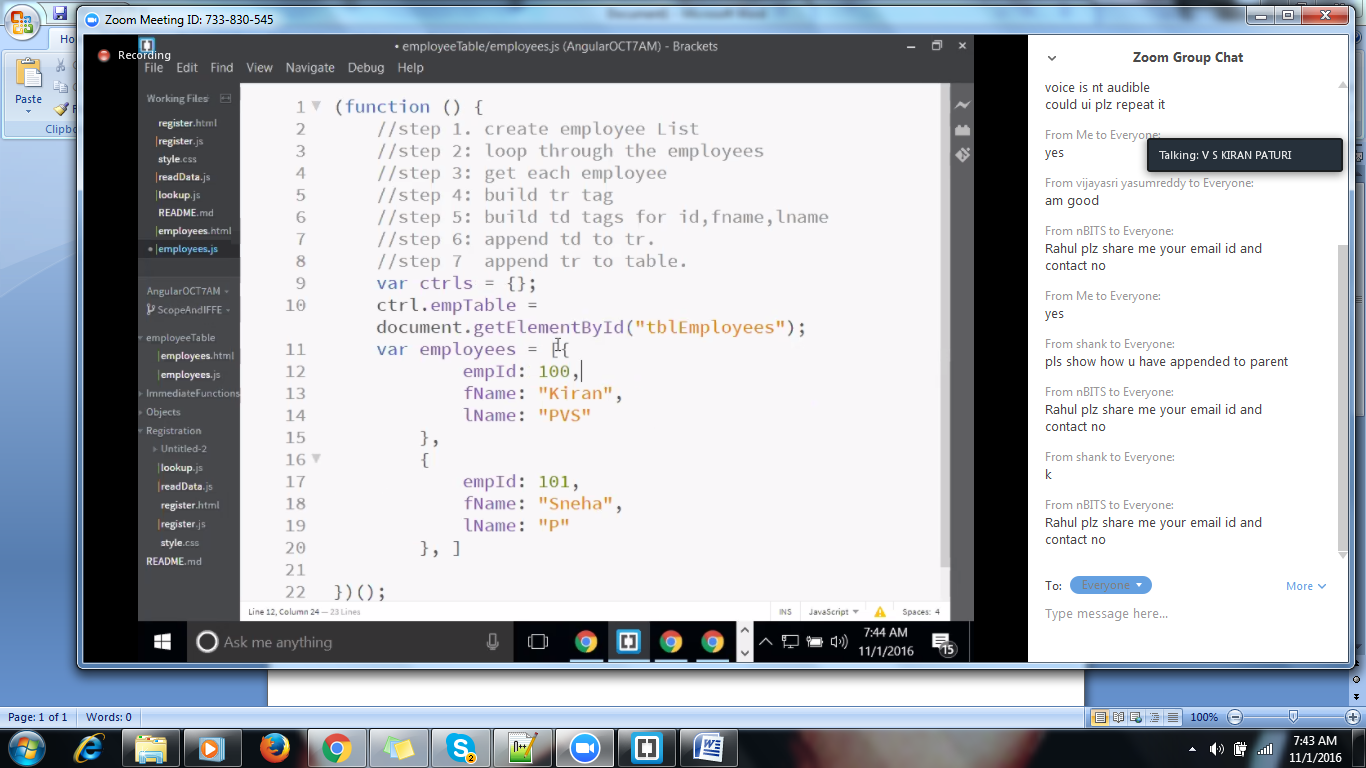 Zoom Meeting ID: 733-830-545
Recording
• employeeTable/employees.js (AngularOCT7AM) - Brackets
File Edit Find View Navigate Debug Help
Paste
Working Files
register.html
register.js
style.css
readData.js
lookup.js
README.md
employees.html
employees.js
AngularOCT7AM
ScopeAndIFFE
employeeTable
employees.html
employees.js
ImmediateFunctions
Objects
Registration
Untitled-2
lookup.js
readData.js
register.html
register.js
style.css
README.md
1 (function () {
2 //step 1. create employee List
3 //step 2: loop through the employees
4 //step 3: get each employee
5 //step 4: build tr tag
6 //step 5: build td tags for id,fname,lname
7 //step 6: append td to tr.
8 //step 7  append tr to table.
9 var ctrls = {};
10 ctrl.empTable =
document.getElementById("tblEmployees");
11 var employees = [{
12 empId: 100,
13 fName: "Kiran",
14 lName: "PVS"
15 },
16 {
17 empId: 101,
18 fName: "Sneha",
19 lName: "P"
20 }, ]
21
22 })();
Line 12, Column 24 — 23 Lines
INS JavaScript Spaces: 4
Ask me anything
7:44 AM
11/1/2016
15
Zoom Group Chat
voice is nt audible
could ui plz repeat it
From Me to Everyone:
yes
Talking: V S KIRAN PATURI
From vijayasri yasumreddy to Everyone:
am good
From nBITS to Everyone:
Rahul plz share me your email id and
contact no
From Me to Everyone:
yes
From shank to Everyone:
pls show how u have appended to parent
From nBITS to Everyone:
Rahul plz share me your email id and
contact no
From shank to Everyone:
k
From nBITS to Everyone:
Rahul plz share me your email id and
contact no
To: Everyone More
Type message here...
Page: 1 of 1 Words: 0
100%
7:43 AM
11/1/2016